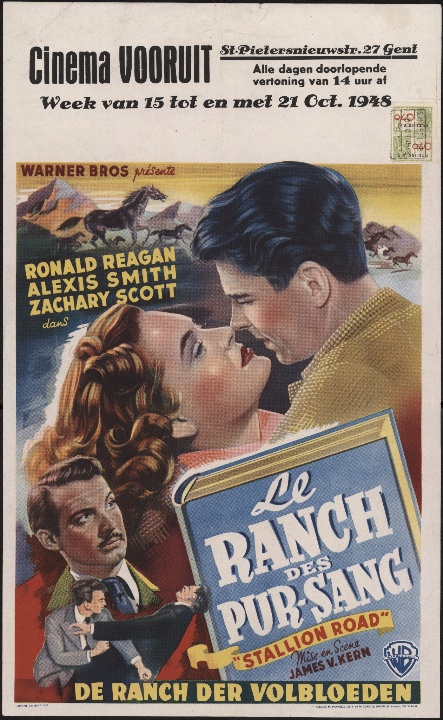 Cinema VOORUIT
St-Pietersnieuwstr. 27 Gent
Alle dagen doorlopende
vertoning van 14 uur af
Week van 15 tot en met 21 Oct. 1948
WARNER BROS présente
RONALD REAGAN
ALEXIS SMITH
ZACHARY SCOTT
dans
Le
RANCH
DES
PUR-SANG
"STALLION ROAD"
Mise en Scène
JAMES V. KERN
WB
DE RANCH DER VOLBLOEDEN